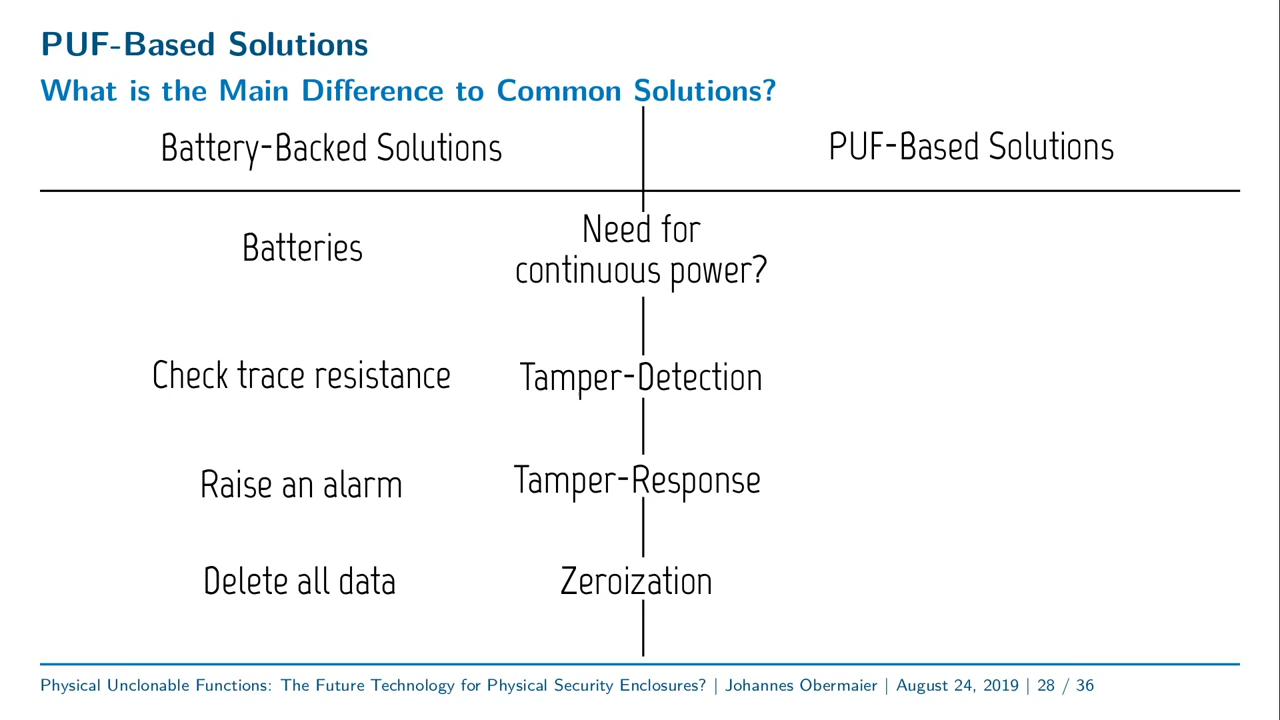 PUF-Based Solutions
What is the Main Difference to Common Solutions?
Battery-Backed Solutions
PUF-Based Solutions
Batteries
Need for
continuous power?
Check trace resistance
Tamper-Detection
Raise an alarm
Tamper-Response
Delete all data
Zeroization
Physical Unclonable Functions: The Future Technology for Physical Security Enclosures? | Johannes Obermaier | August 24, 2019 | 28 / 36